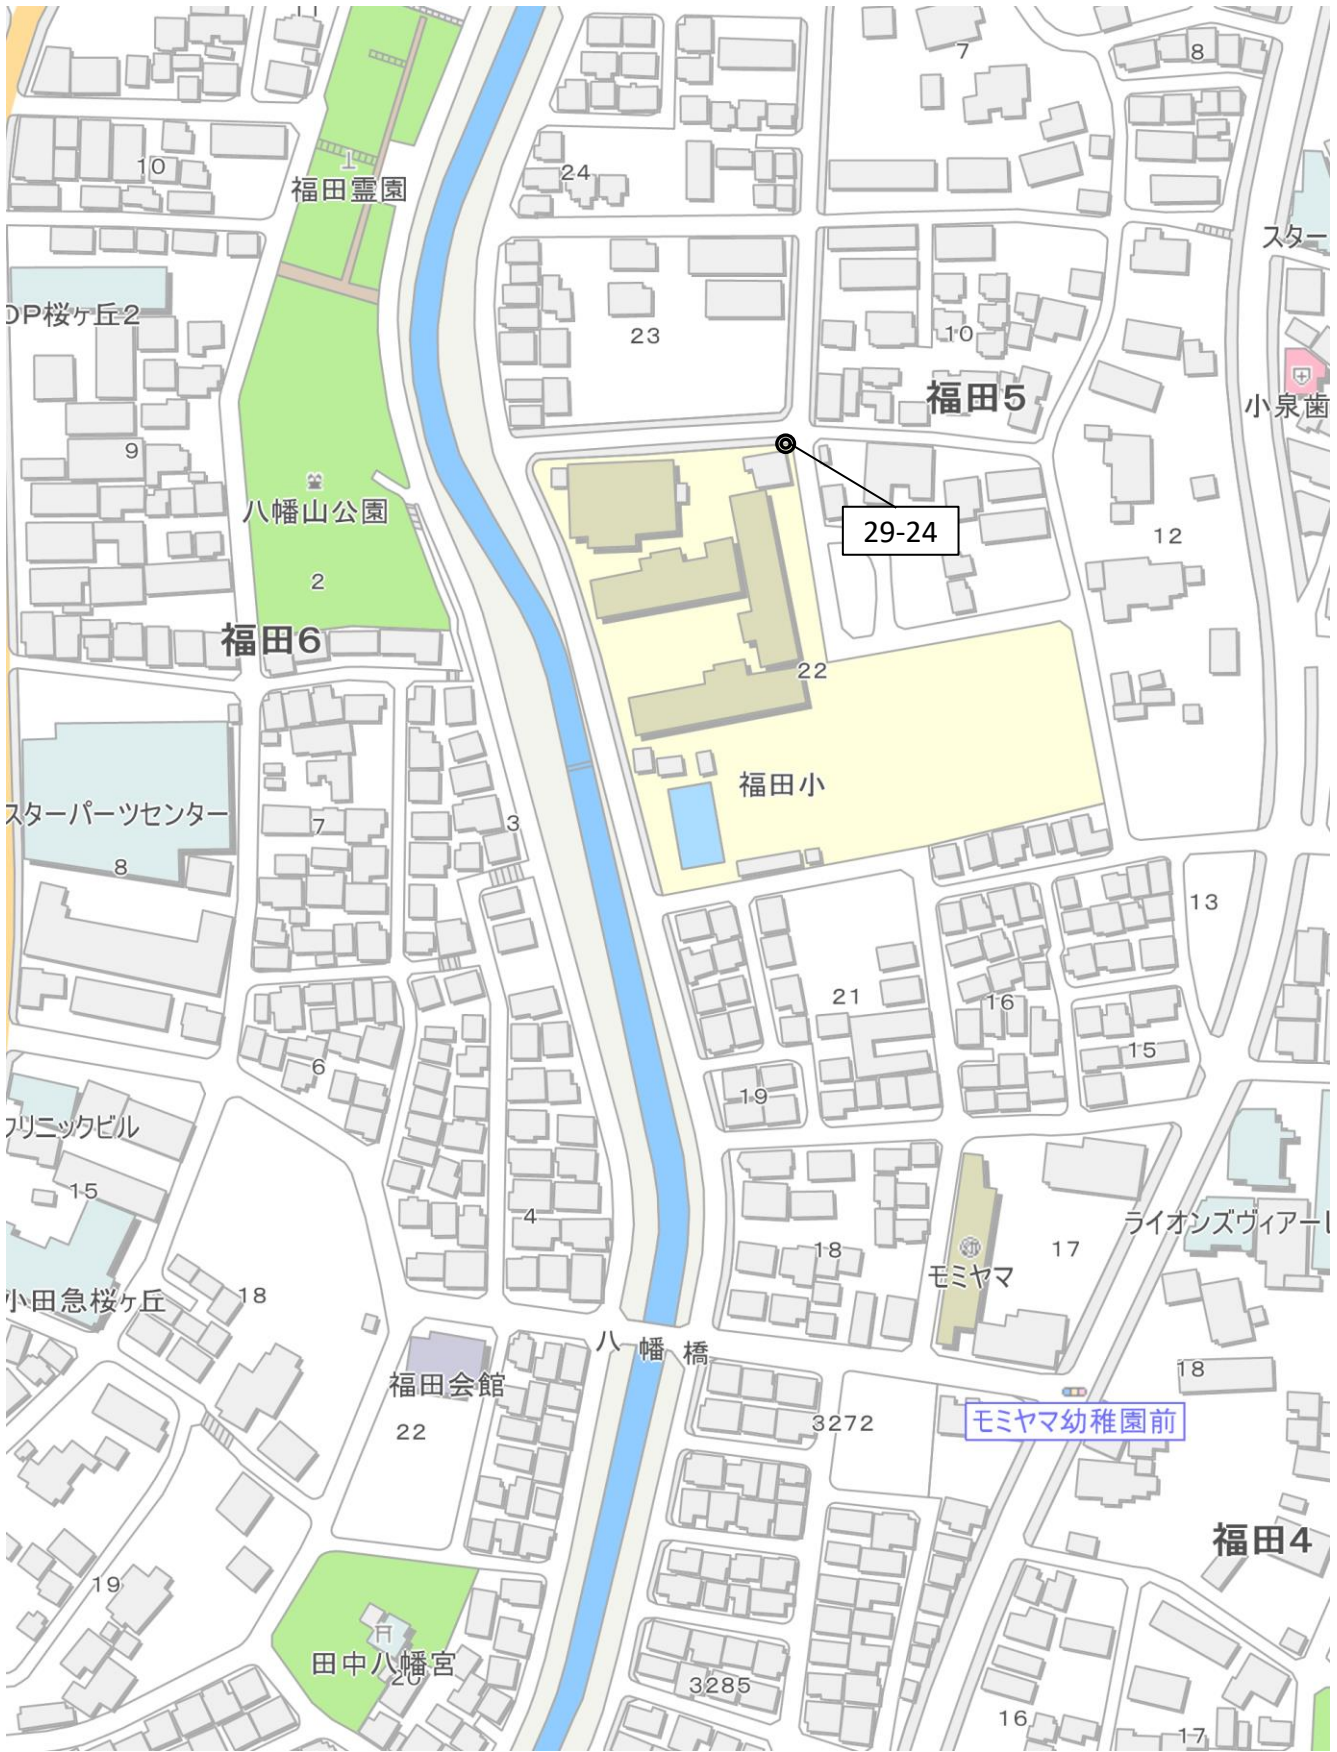 11
7
8
10
24
福田霊園
スター
OP桜ヶ丘2
23
10
福田5
小泉歯
9
八幡山公園
29-24
12
2
福田6
22
福田小
スターパーツセンター
7
3
8
13
21
16
15
6
19
クリニックビル
15
4
ライオンズヴィアーレ
17
18
モミヤマ
小田急桜ヶ丘
18
八幡橋
福田会館
18
22
3272
モミヤマ幼稚園前
福田4
19
田中八幡宮
20
3285
16
17